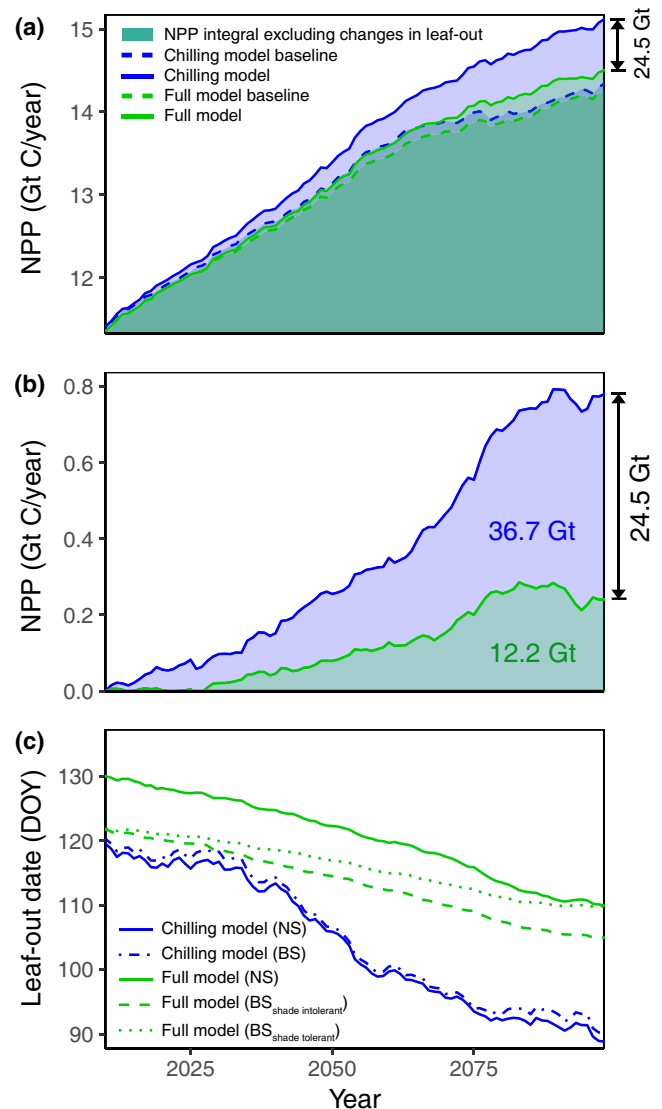 (a)
15
14
13
12
NPP (Gt C/year)
NPP integral excluding changes in leaf-out
Chilling model baseline
Chilling model
Full model baseline
Full model
24.5 Gt
(b)
0.8
0.6
0.4
0.2
0.0
NPP (Gt C/year)
36.7 Gt
12.2 Gt
24.5 Gt
(c)
130
120
110
100
90
Leaf-out date (DOY)
Chilling model (NS)
Chilling model (BS)
Full model (NS)
Full model (BS shade intolerant)
Full model (BS shade tolerant)
2025 2050 2075
Year